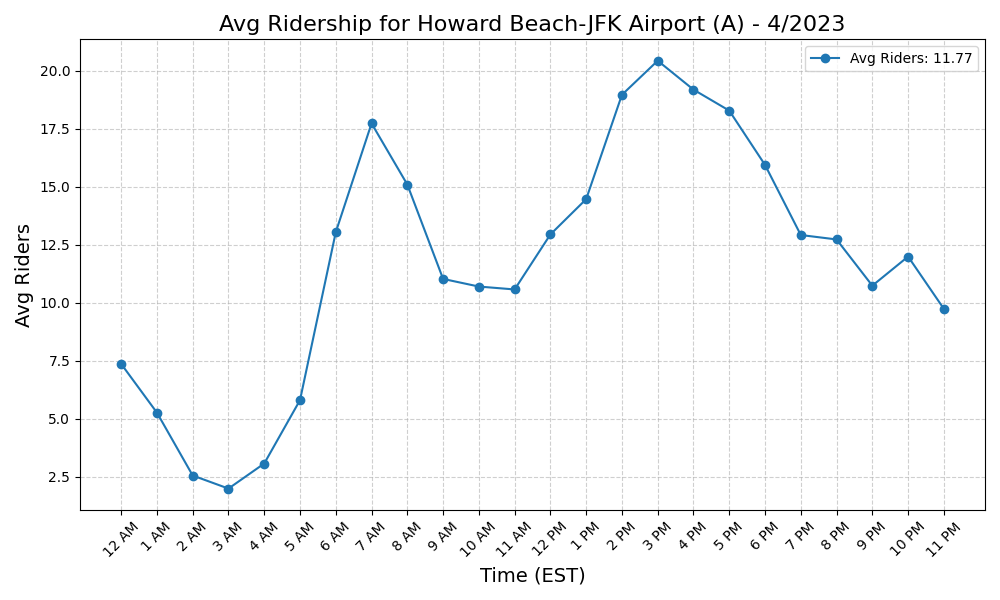 Avg Ridership for Howard Beach-JFK Airport (A) - 4/2023
Avg Riders: 11.77
Avg Riders
20.0
17.5
15.0
12.5
10.0
7.5
5.0
2.5
12 AM
1 AM
2 AM
3 AM
4 AM
5 AM
6 AM
7 AM
8 AM
9 AM
10 AM
11 AM
12 PM
1 PM
2 PM
3 PM
4 PM
5 PM
6 PM
7 PM
8 PM
9 PM
10 PM
11 PM
Time (EST)